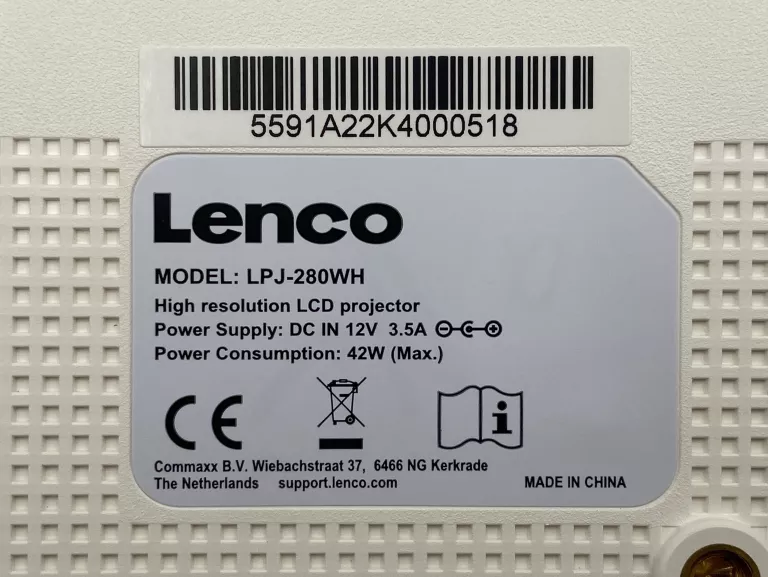 5591A22K4000518
Lenco
MODEL: LPJ-280WH
High resolution LCD projector
Power Supply: DC IN 12V 3.5A
Power Consumption: 42W (Max.)
CE
Commaxx B.V. Wiebachstraat 37, 6466 NG Kerkrade
The Netherlands support.lenco.com
MADE IN CHINA